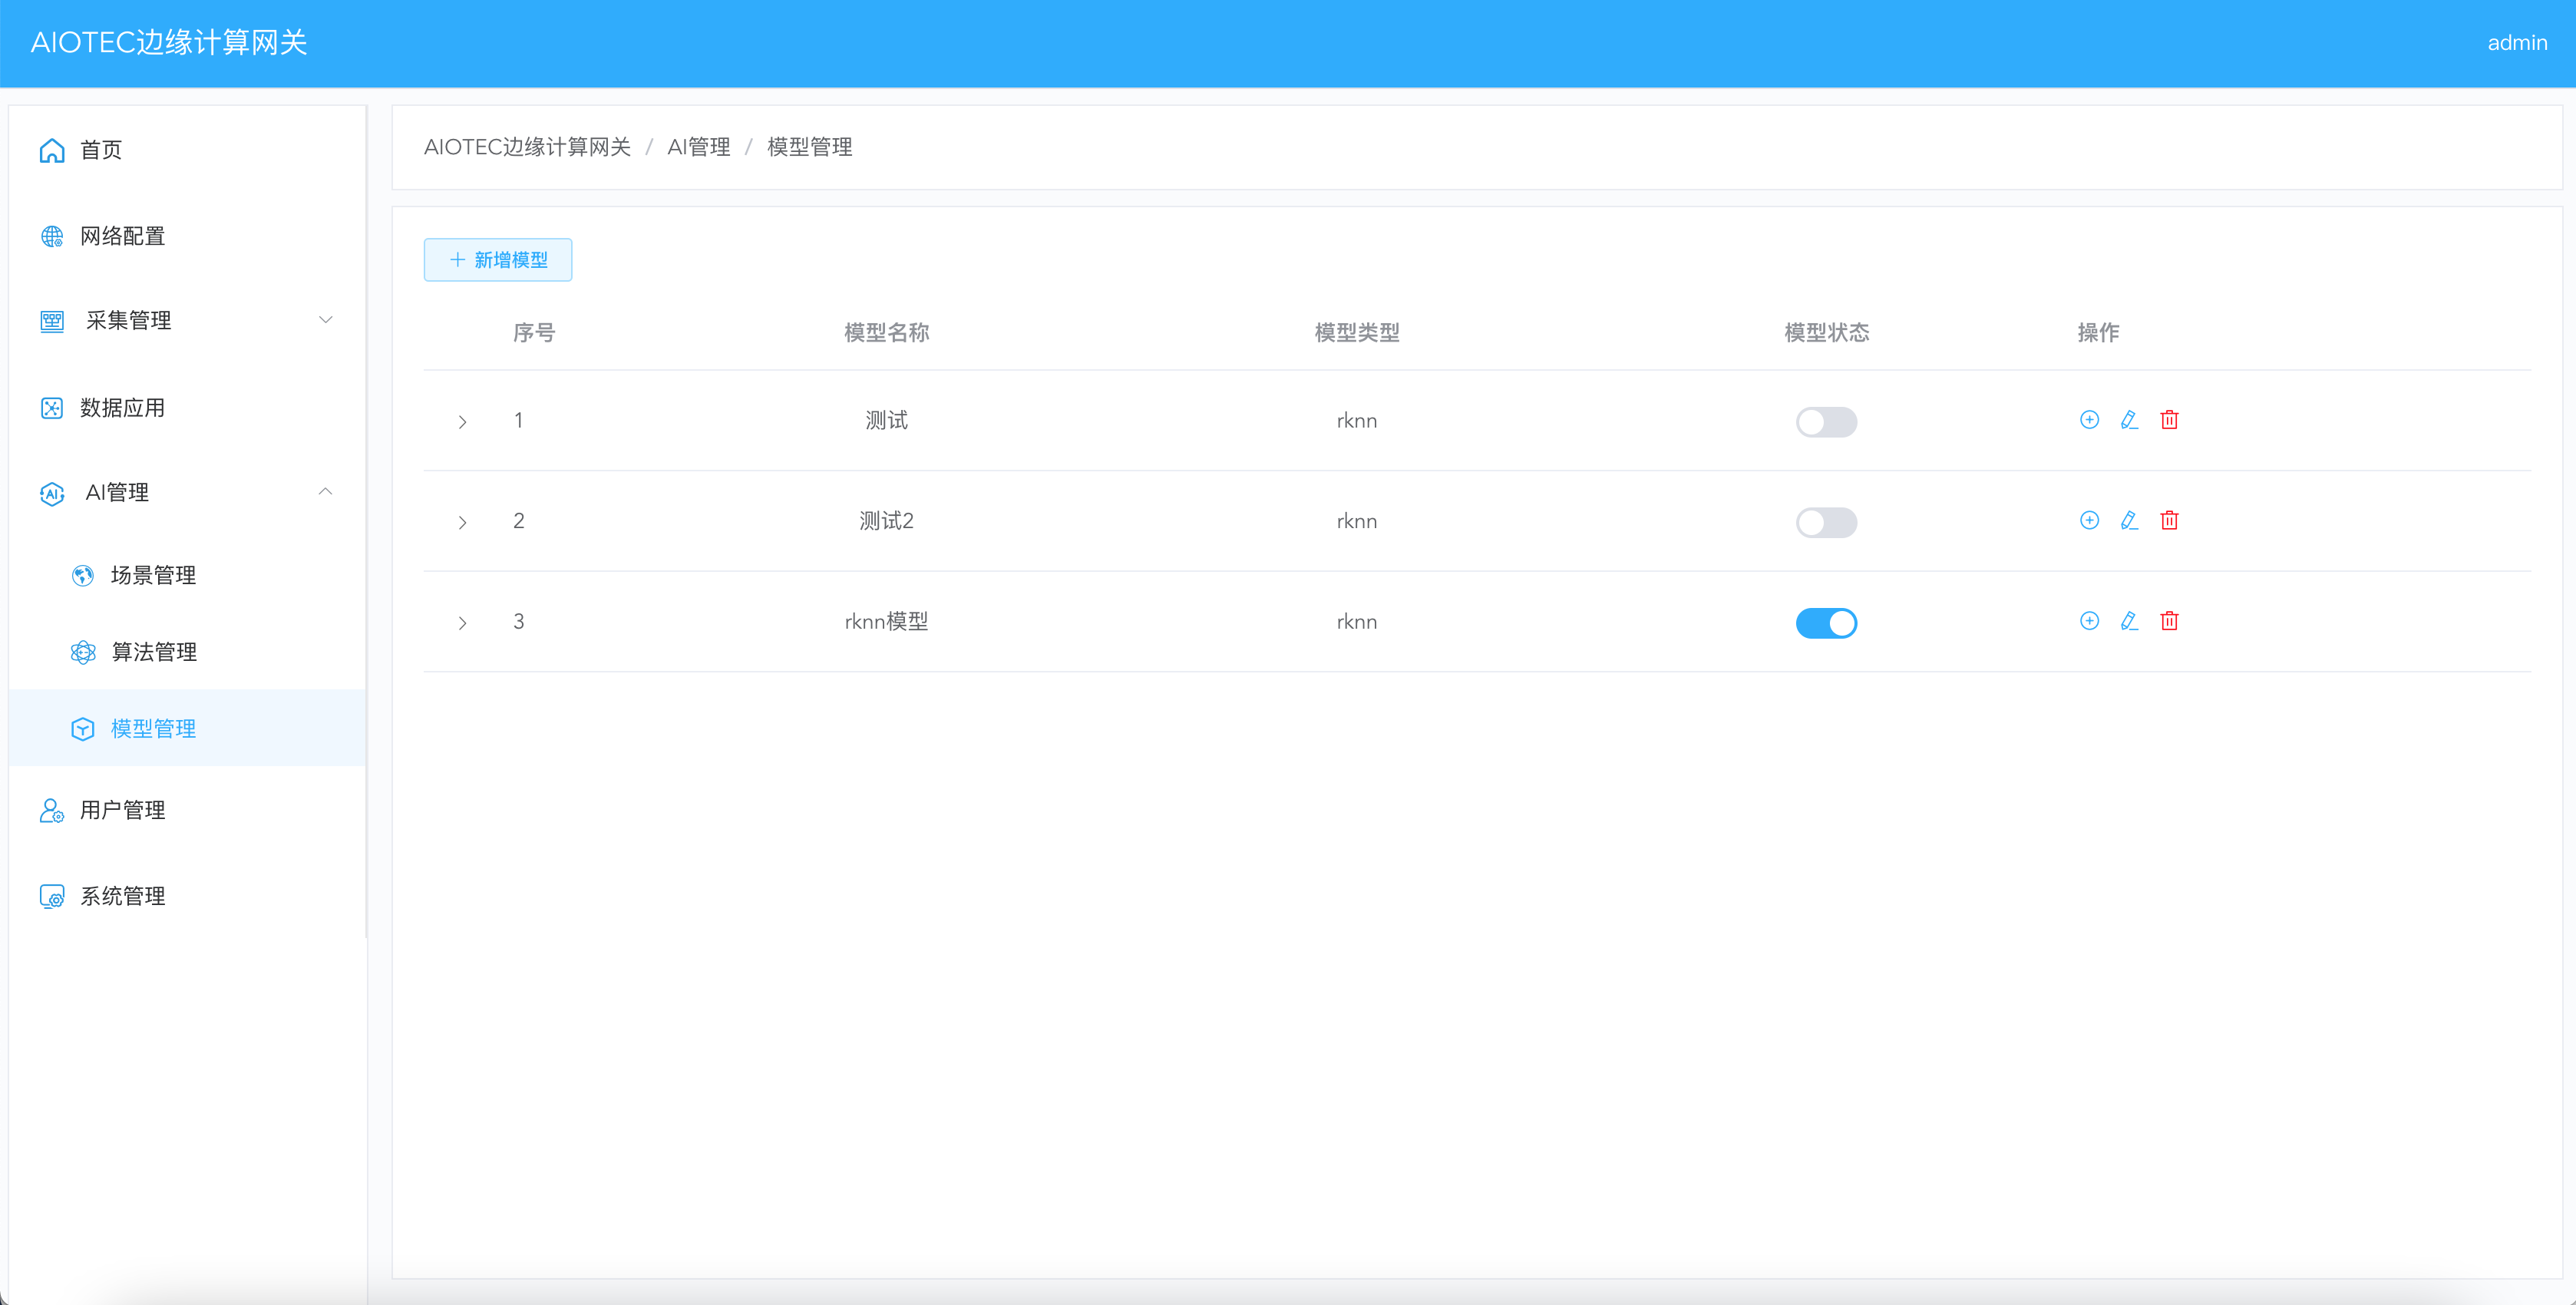 AIOTEC边缘计算网关
admin
首页
网络配置
采集管理
数据应用
AI管理
场景管理
算法管理
模型管理
用户管理
系统管理
AIOTEC边缘计算网关 / AI管理 / 模型管理
+ 新增模型
序号 模型名称 模型类型 模型状态 操作
1 测试 rknn
2 测试2 rknn
3 rknn模型 rknn